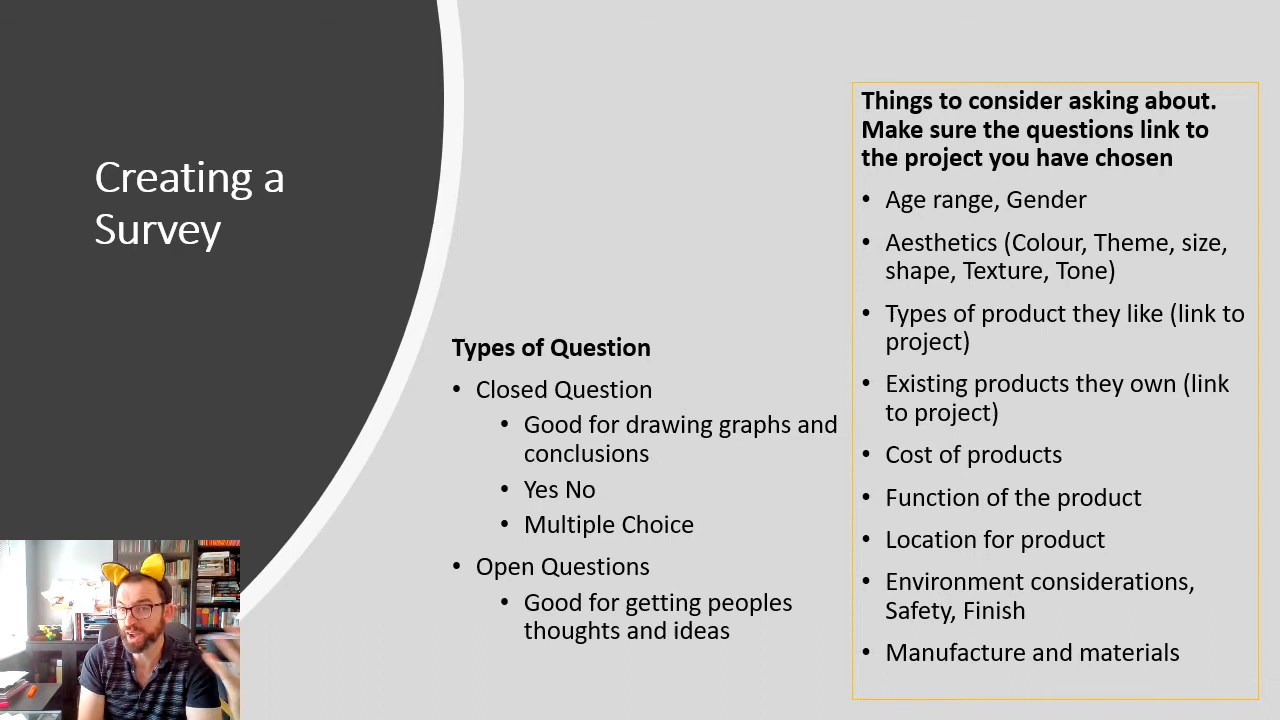 Creating a
Survey
Types of Question
• Closed Question
• Good for drawing graphs and
conclusions
• Yes No
• Multiple Choice
• Open Questions
• Good for getting peoples
thoughts and ideas
Things to consider asking about.
Make sure the questions link to
the project you have chosen
• Age range, Gender
• Aesthetics (Colour, Theme, size,
shape, Texture, Tone)
• Types of product they like (link to
project)
• Existing products they own (link
to project)
• Cost of products
• Function of the product
• Location for product
• Environment considerations,
Safety, Finish
• Manufacture and materials